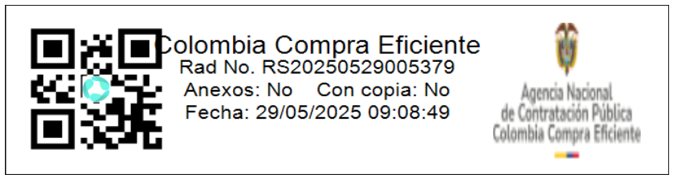 Colombia Compra Eficiente
Rad No. RS20250529005379
Anexos: No    Con copia: No
Fecha: 29/05/2025 09:08:49
Agencia Nacional
de Contratación Pública
Colombia Compra Eficiente